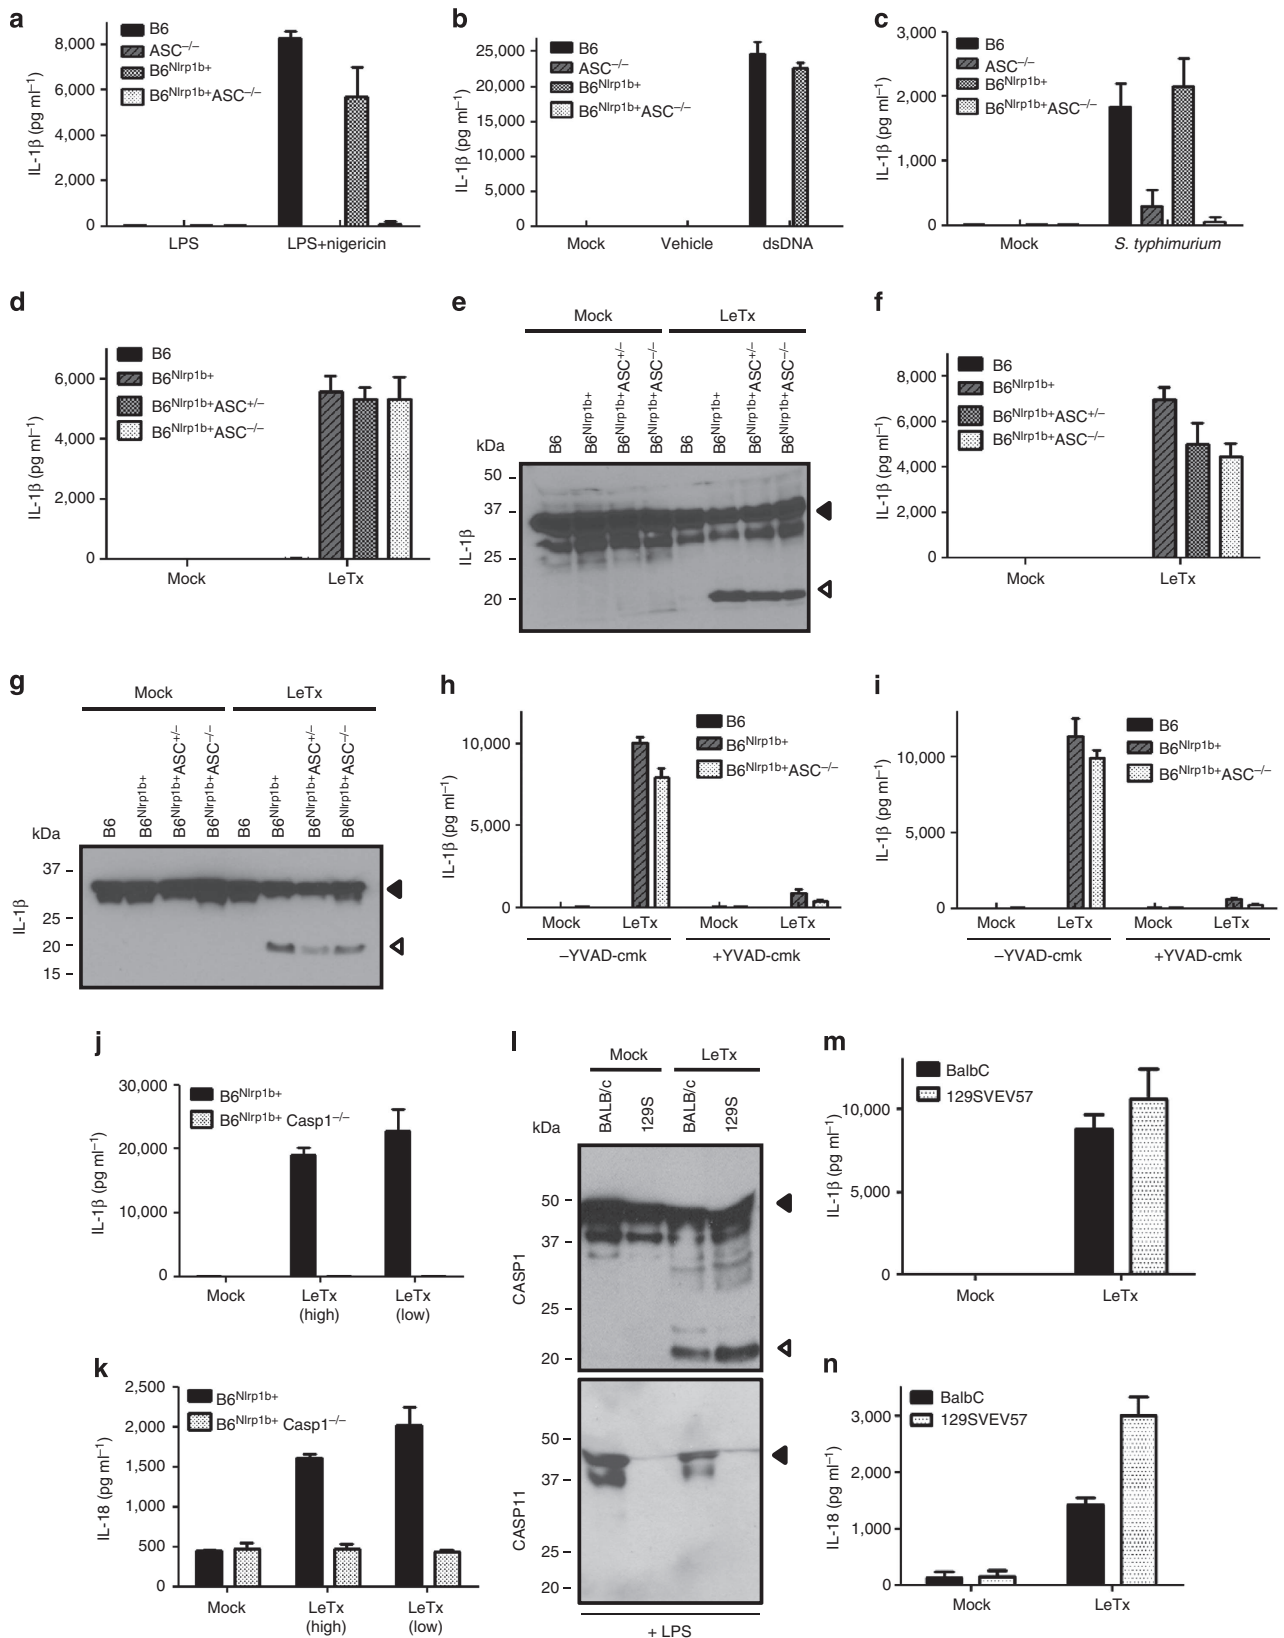 a
B6
ASC–/–
B6Nlrp1b+
B6Nlrp1b+ASC–/–
IL-1β (pg ml–1)
8,000
6,000
4,000
2,000
0
LPS
LPS+nigericin
b
B6
ASC–/–
B6Nlrp1b+
B6Nlrp1b+ASC–/–
IL-1β (pg ml–1)
25,000
20,000
15,000
10,000
5,000
0
Mock
Vehicle
dsDNA
c
B6
ASC–/–
B6Nlrp1b+
B6Nlrp1b+ASC–/–
IL-1β (pg ml–1)
3,000
2,000
1,000
0
Mock
S. typhimurium
d
B6
B6Nlrp1b+
B6Nlrp1b+ASC+/–
B6Nlrp1b+ASC–/–
IL-1β (pg ml–1)
6,000
4,000
2,000
0
Mock
LeTx
e
Mock
LeTx
B6
B6Nlrp1b+
B6Nlrp1b+ASC+/–
B6Nlrp1b+ASC–/–
B6
B6Nlrp1b+
B6Nlrp1b+ASC+/–
B6Nlrp1b+ASC–/–
kDa
50
37
25
20
IL-1β
f
B6
B6Nlrp1b+
B6Nlrp1b+ASC+/–
B6Nlrp1b+ASC–/–
IL-1β (pg ml–1)
8,000
6,000
4,000
2,000
0
Mock
LeTx
g
Mock
LeTx
B6
B6Nlrp1b+
B6Nlrp1b+ASC+/–
B6Nlrp1b+ASC–/–
B6
B6Nlrp1b+
B6Nlrp1b+ASC+/–
B6Nlrp1b+ASC–/–
kDa
37
25
20
15
IL-1β
h
B6
B6Nlrp1b+
B6Nlrp1b+ASC–/–
IL-1β (pg ml–1)
10,000
5,000
0
Mock
LeTx
Mock
LeTx
–YVAD-cmk
+YVAD-cmk
i
B6
B6Nlrp1b+
B6Nlrp1b+ASC–/–
IL-1β (pg ml–1)
10,000
5,000
0
Mock
LeTx
Mock
LeTx
–YVAD-cmk
+YVAD-cmk
j
B6Nlrp1b+
B6Nlrp1b+ Casp1–/–
IL-1β (pg ml–1)
30,000
20,000
10,000
0
Mock
LeTx
(high)
LeTx
(low)
k
B6Nlrp1b+
B6Nlrp1b+ Casp1–/–
IL-18 (pg ml–1)
2,500
2,000
1,500
1,000
500
0
Mock
LeTx
(high)
LeTx
(low)
l
Mock
LeTx
BALB/c
129S
BALB/c
129S
kDa
50
37
25
20
CASP1
50
37
25
20
CASP11
+ LPS
m
BalbC
129SVEV57
IL-1β (pg ml–1)
10,000
5,000
0
Mock
LeTx
n
BalbC
129SVEV57
IL-18 (pg ml–1)
3,000
2,000
1,000
0
Mock
LeTx